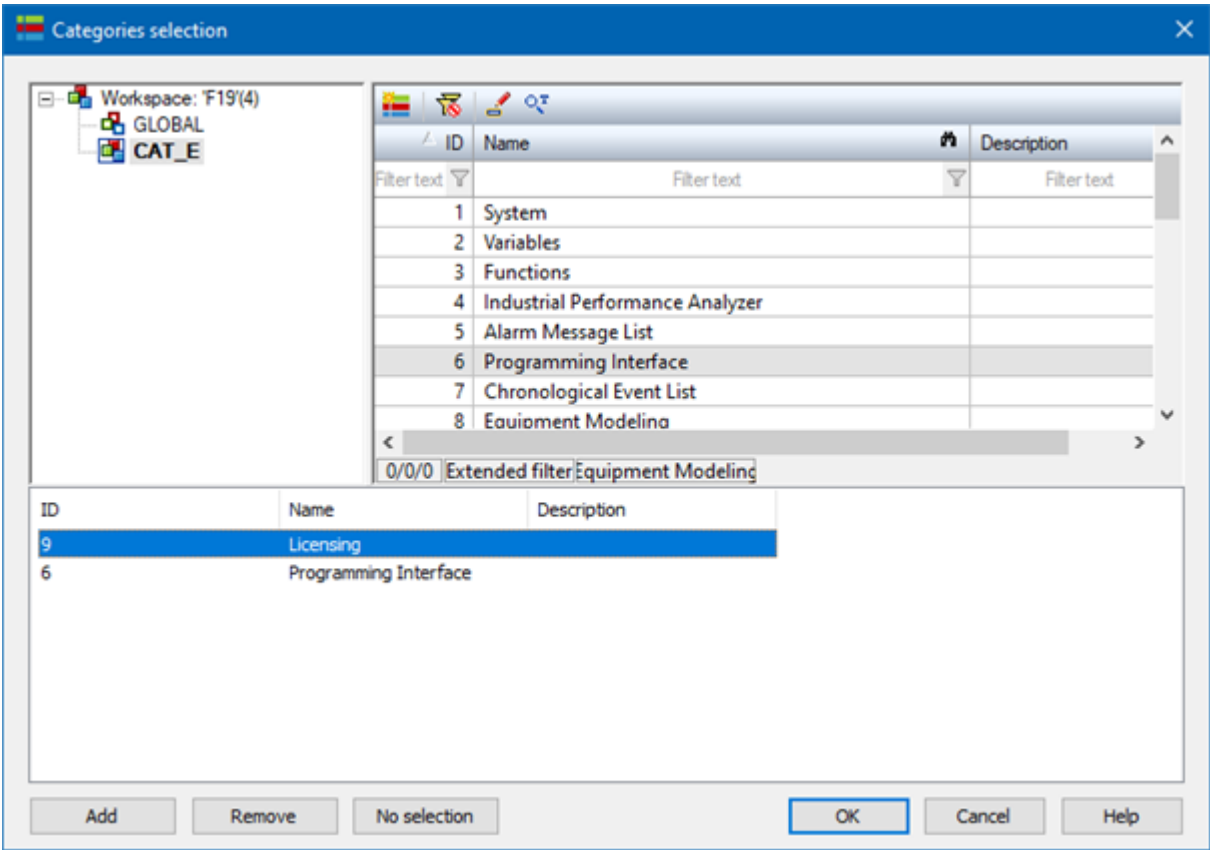 Categories selection
Workspace: 'F19'(4)
GLOBAL
CAT_E
ID Name Description
Filter text Filter text Filter text
1 System
2 Variables
3 Functions
4 Industrial Performance Analyzer
5 Alarm Message List
6 Programming Interface
7 Chronological Event List
8 Equipment Modeling
0/0/0 Extended filter Equipment Modeling
ID Name Description
9 Licensing
6 Programming Interface
Add Remove No selection OK Cancel Help